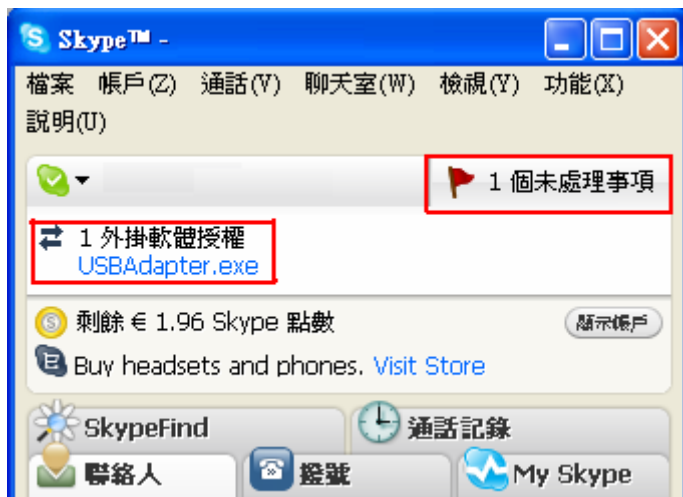 Skype™ -
檔案 帳戶(Z) 通話(V) 聊天室(W) 檢視(Y) 功能(X)
說明(U)
1 個未處理事項
1 外掛軟體授權
USBAdapter.exe
剩餘 € 1.96 Skype 點數 顯示帳戶
Buy headsets and phones. Visit Store
SkypeFind 通話記錄
聯絡人 撥號 My Skype